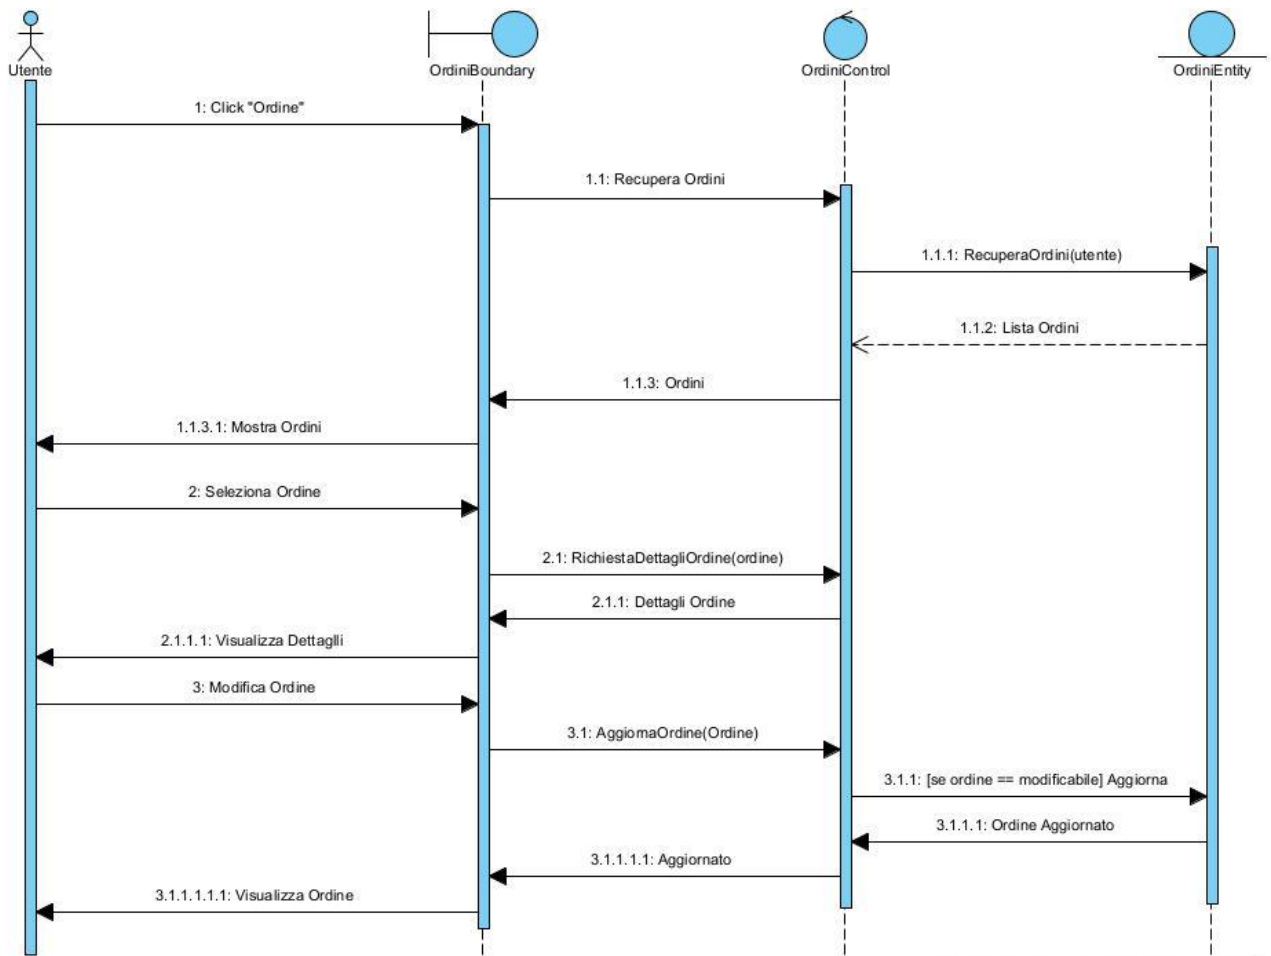 Utente
OrdiniBoundary
OrdiniControl
OrdiniEntity
1: Click "Ordine"
1.1: Recupera Ordini
1.1.1: RecuperaOrdini(utente)
1.1.2: Lista Ordini
1.1.3: Ordini
1.1.3.1: Mostra Ordini
2: Seleziona Ordine
2.1: RichiestaDettagliOrdine(ordine)
2.1.1: Dettagli Ordine
2.1.1.1: Visualizza Dettaglli
3: Modifica Ordine
3.1: AggiornaOrdine(Ordine)
3.1.1: [se ordine == modificabile] Aggiorna
3.1.1.1: Ordine Aggiornato
3.1.1.1.1: Aggiornato
3.1.1.1.1.1: Visualizza Ordine